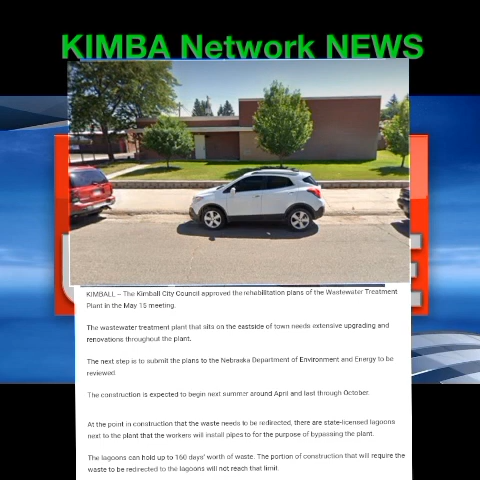 KIMBA Network NEWS
KIMBALL – The Kimball City Council approved the rehabilitation plans of the Wastewater Treatment
Plant in the May 15 meeting.
The wastewater treatment plant that sits on the eastside of town needs extensive upgrading and
renovations throughout the plant.
The next step is to submit the plans to the Nebraska Department of Environment and Energy to be
reviewed.
The construction is expected to begin next summer around April and last through October.
At the point in construction that the waste needs to be redirected, there are state-licensed lagoons
next to the plant that the workers will install pipes to for the purpose of bypassing the plant.
The lagoons can hold up to 160 days' worth of waste. The portion of construction that will require the
waste to be redirected to the lagoons will not reach that limit.